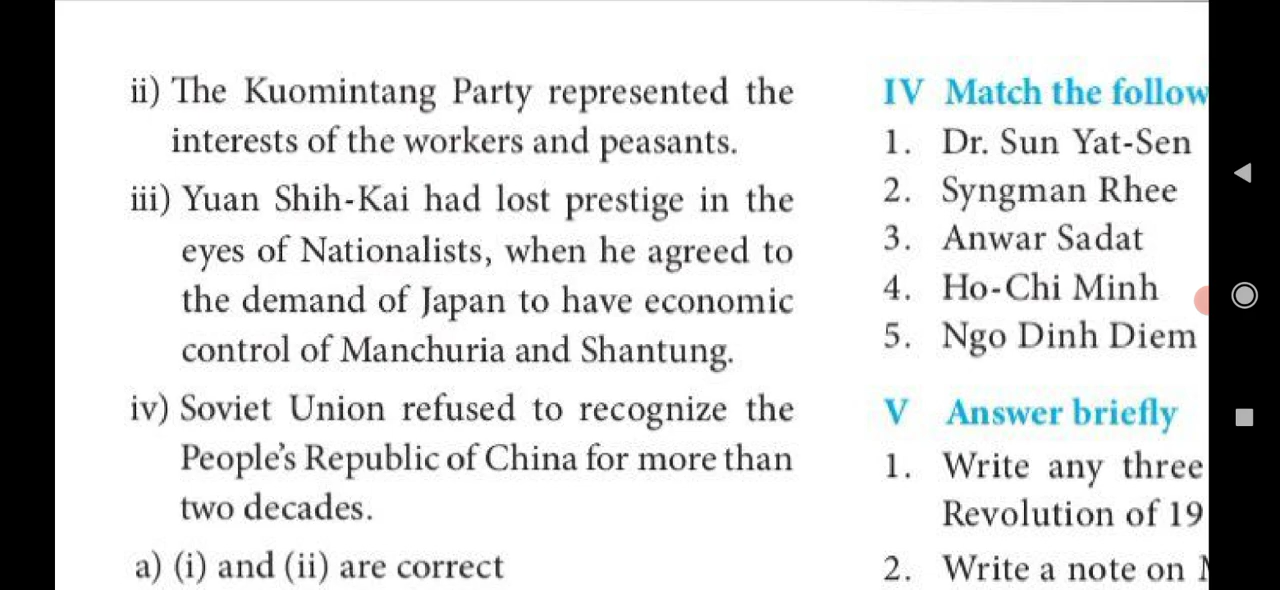 ii) The Kuomintang Party represented the
interests of the workers and peasants.
iii) Yuan Shih-Kai had lost prestige in the
eyes of Nationalists, when he agreed to
the demand of Japan to have economic
control of Manchuria and Shantung.
iv) Soviet Union refused to recognize the
People's Republic of China for more than
two decades.
a) (i) and (ii) are correct
IV Match the follow
1. Dr. Sun Yat-Sen
2. Syngman Rhee
3. Anwar Sadat
4. Ho-Chi Minh
5. Ngo Dinh Diem
V Answer briefly
1. Write any three
Revolution of 19
2. Write a note on